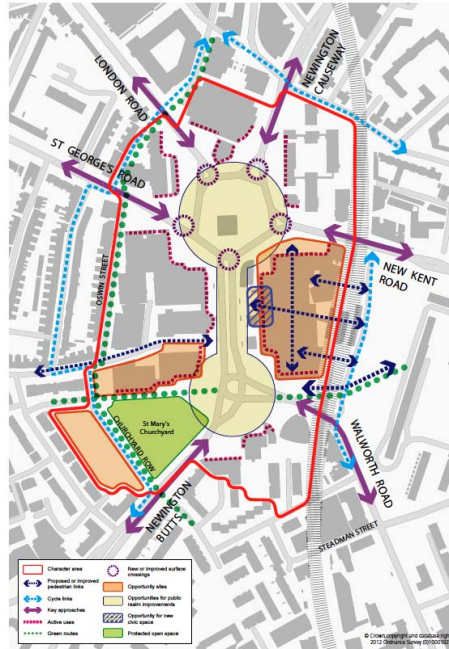 LONDON ROAD
NEWINGTON
CAUSEWAY
ST GEORGE'S ROAD
OSWIN STREET
NEW KENT
ROAD
St Mary's
Churchyard
CHURCHYARD ROW
WALWORTH ROAD
NEWINGTON
BUTTS
STEADMAN STREET
Character area
Proposed or improved
pedestrian links
Cycle links
Key approaches
Active uses
Green routes
New or improved surface
crossings
Opportunity sites
Opportunities for public
realm improvements
Opportunity for new
civic space
Protected open space
© Crown copyright and database right
2012 Ordnance Survey